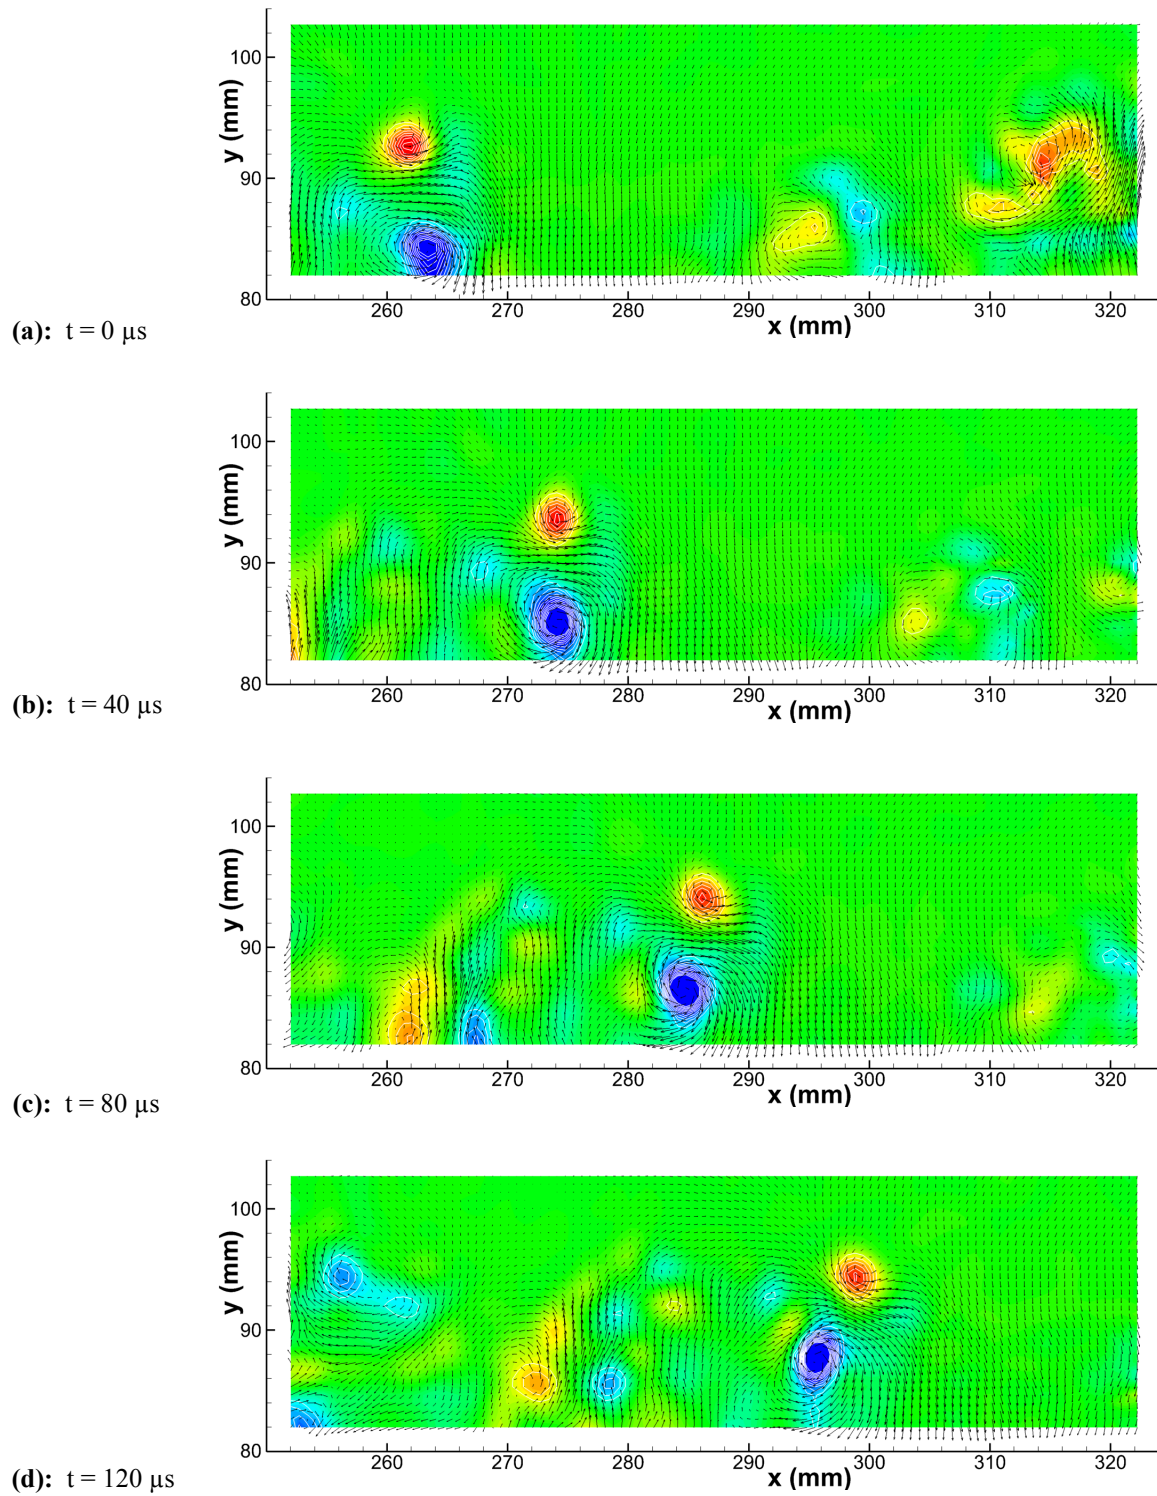 100
90
80
y (mm)
260 270 280 290 300 310 320
x (mm)
(a): t = 0 µs
100
90
80
y (mm)
260 270 280 290 300 310 320
x (mm)
(b): t = 40 µs
100
90
80
y (mm)
260 270 280 290 300 310 320
x (mm)
(c): t = 80 µs
100
90
80
y (mm)
260 270 280 290 300 310 320
x (mm)
(d): t = 120 µs